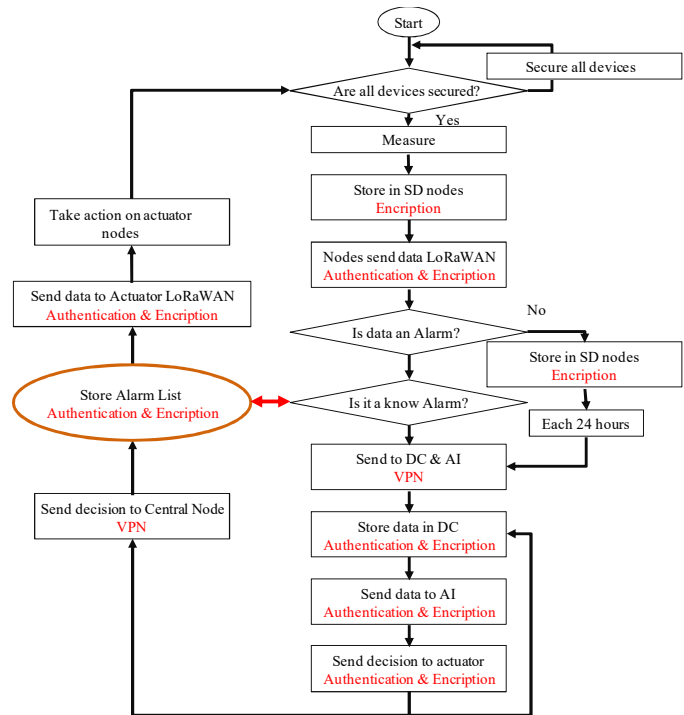 Start
Secure all devices
Are all devices secured?
Yes
Measure
Store in SD nodes
Encription
Take action on actuator
nodes
Nodes send data LoRaWAN
Authentication & Encription
Send data to Actuator LoRaWAN
Authentication & Encription
No
Is data an Alarm?
Store in SD nodes
Encription
Store Alarm List
Authentication & Encription
Is it a know Alarm?
Each 24 hours
Send to DC & AI
VPN
Send decision to Central Node
VPN
Store data in DC
Authentication & Encription
Send data to AI
Authentication & Encription
Send decision to actuator
Authentication & Encription